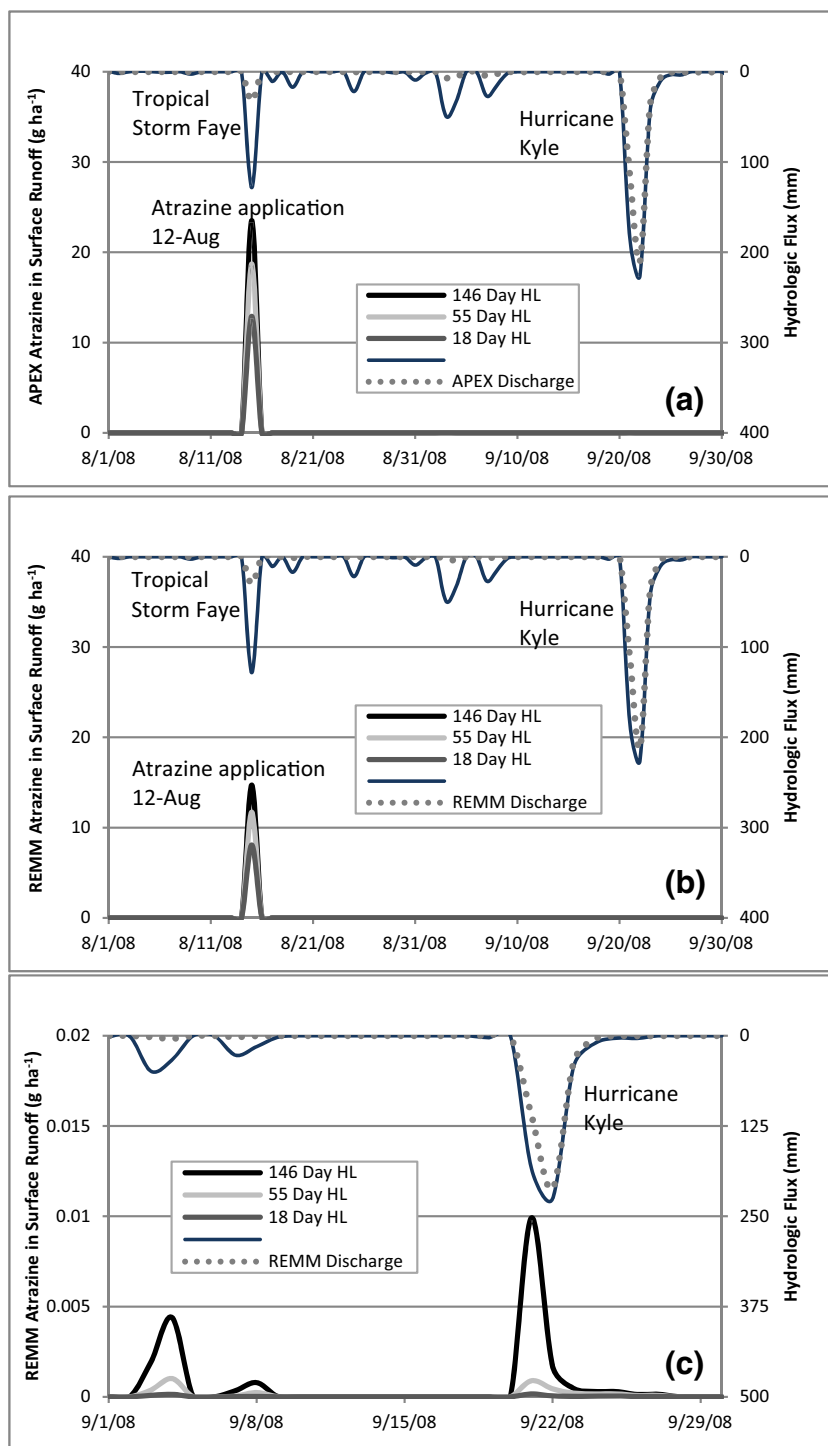 APEX Atrazine in Surface Runoff (g ha⁻¹)
40
30
20
10
0
Tropical
Storm Faye
Hurricane
Kyle
Atrazine application
12-Aug
146 Day HL
55 Day HL
18 Day HL
APEX Discharge
(a)
0
100
200
300
400
Hydrologic Flux (mm)
8/1/08 8/11/08 8/21/08 8/31/08 9/10/08 9/20/08 9/30/08
REMM Atrazine in Surface Runoff (g ha⁻¹)
40
30
20
10
0
Tropical
Storm Faye
Hurricane
Kyle
Atrazine application
12-Aug
146 Day HL
55 Day HL
18 Day HL
REMM Discharge
(b)
0
100
200
300
400
Hydrologic Flux (mm)
8/1/08 8/11/08 8/21/08 8/31/08 9/10/08 9/20/08 9/30/08
REMM Atrazine in Surface Runoff (g ha⁻¹)
0.02
0.015
0.01
0.005
0
Hurricane
Kyle
146 Day HL
55 Day HL
18 Day HL
REMM Discharge
(c)
0
125
250
375
500
Hydrologic Flux (mm)
9/1/08 9/8/08 9/15/08 9/22/08 9/29/08